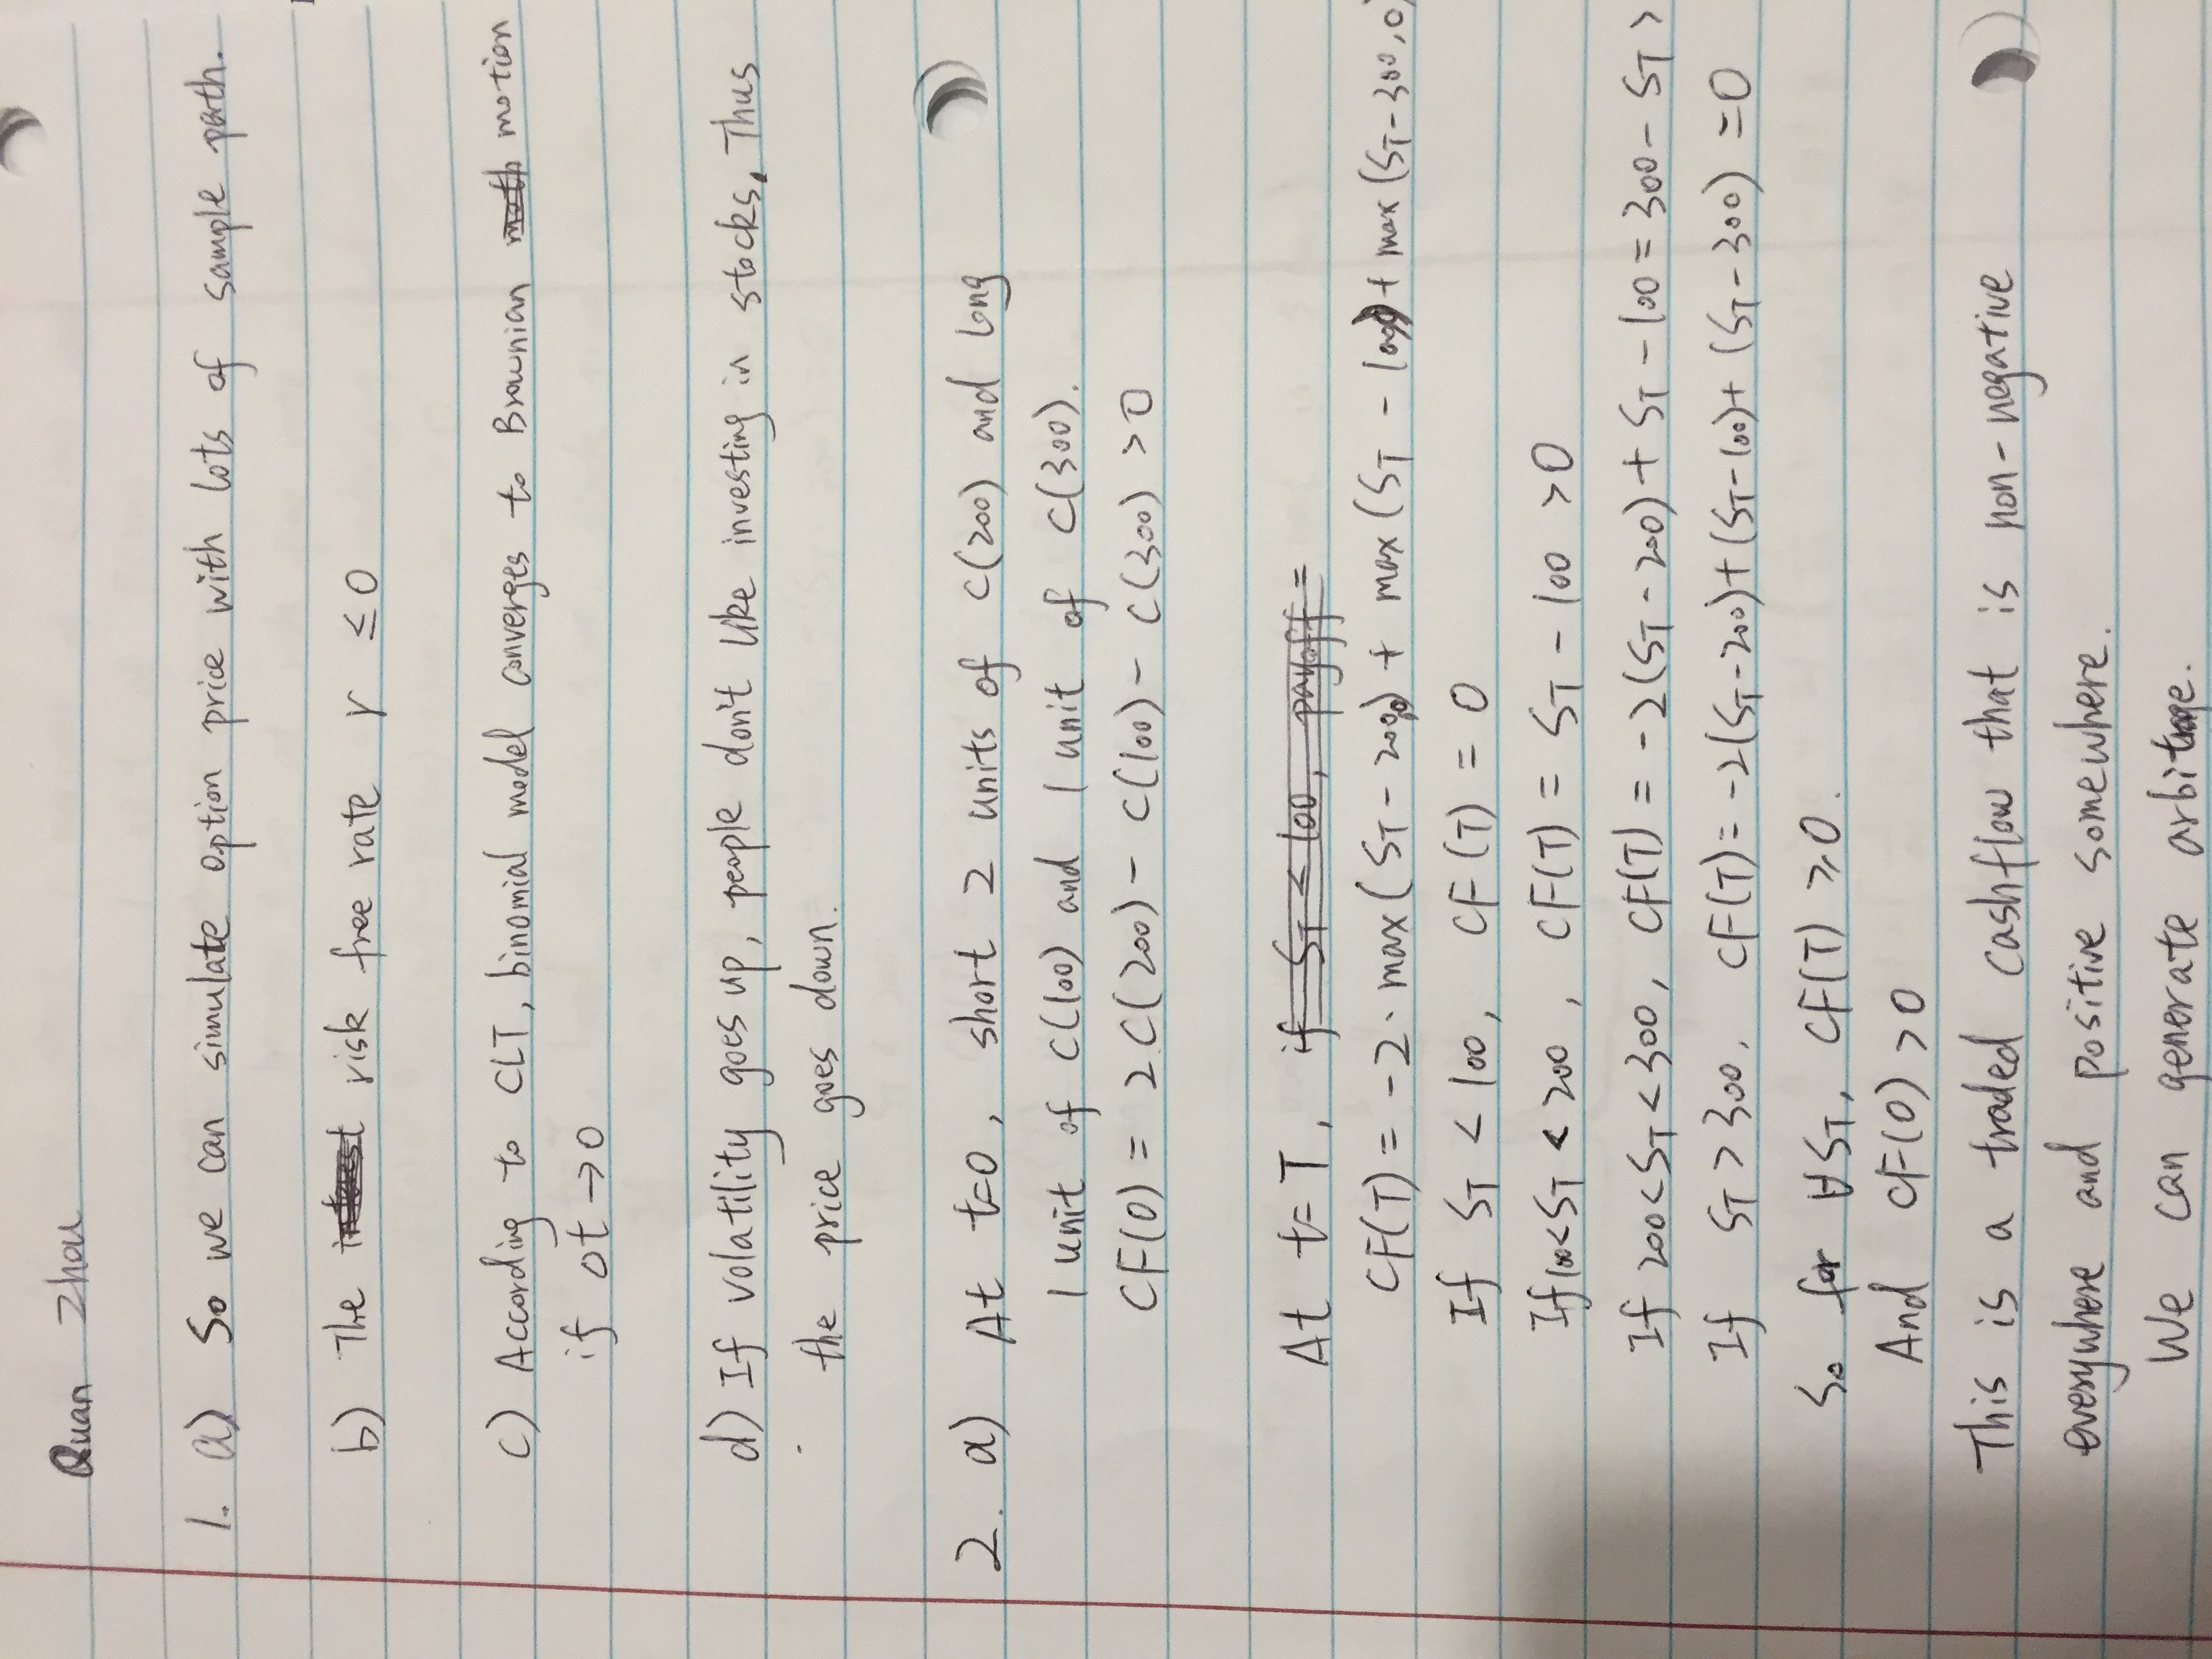 Quan Zhou
1. a) So we can simulate option price with lots of sample path.
b) The interest risk free rate r ≤ 0
c) According to CLT, binomial model converges to Brownian moth motion
if Δt → 0
d) If volatility goes up, people don't like investing in stocks. Thus
the price goes down.
2. a) At t=0, short 2 units of C(200) and long
1 unit of C(100) and 1 unit of C(300).
CF(0) = 2C(200) - C(100) - C(300) > 0
At t=T, if S_T < 100, payoff =
CF(T) = -2·max(S_T - 200,0) + max(S_T - 100,0) + max(S_T-300,0)
If S_T < 100, CF(T) = 0
If 100<S_T < 200, CF(T) = S_T - 100 >0
If 200<S_T<300, CF(T) = -2(S_T-200)+S_T-100 = 300-S_T >
If S_T > 300, CF(T) = -2(S_T-200)+(S_T-100)+(S_T-300) =0
So for ∀S_T, CF(T) ≥ 0.
And CF(0) > 0
This is a traded cashflow that is non-negative
everywhere and positive somewhere.
We can generate arbitrage.